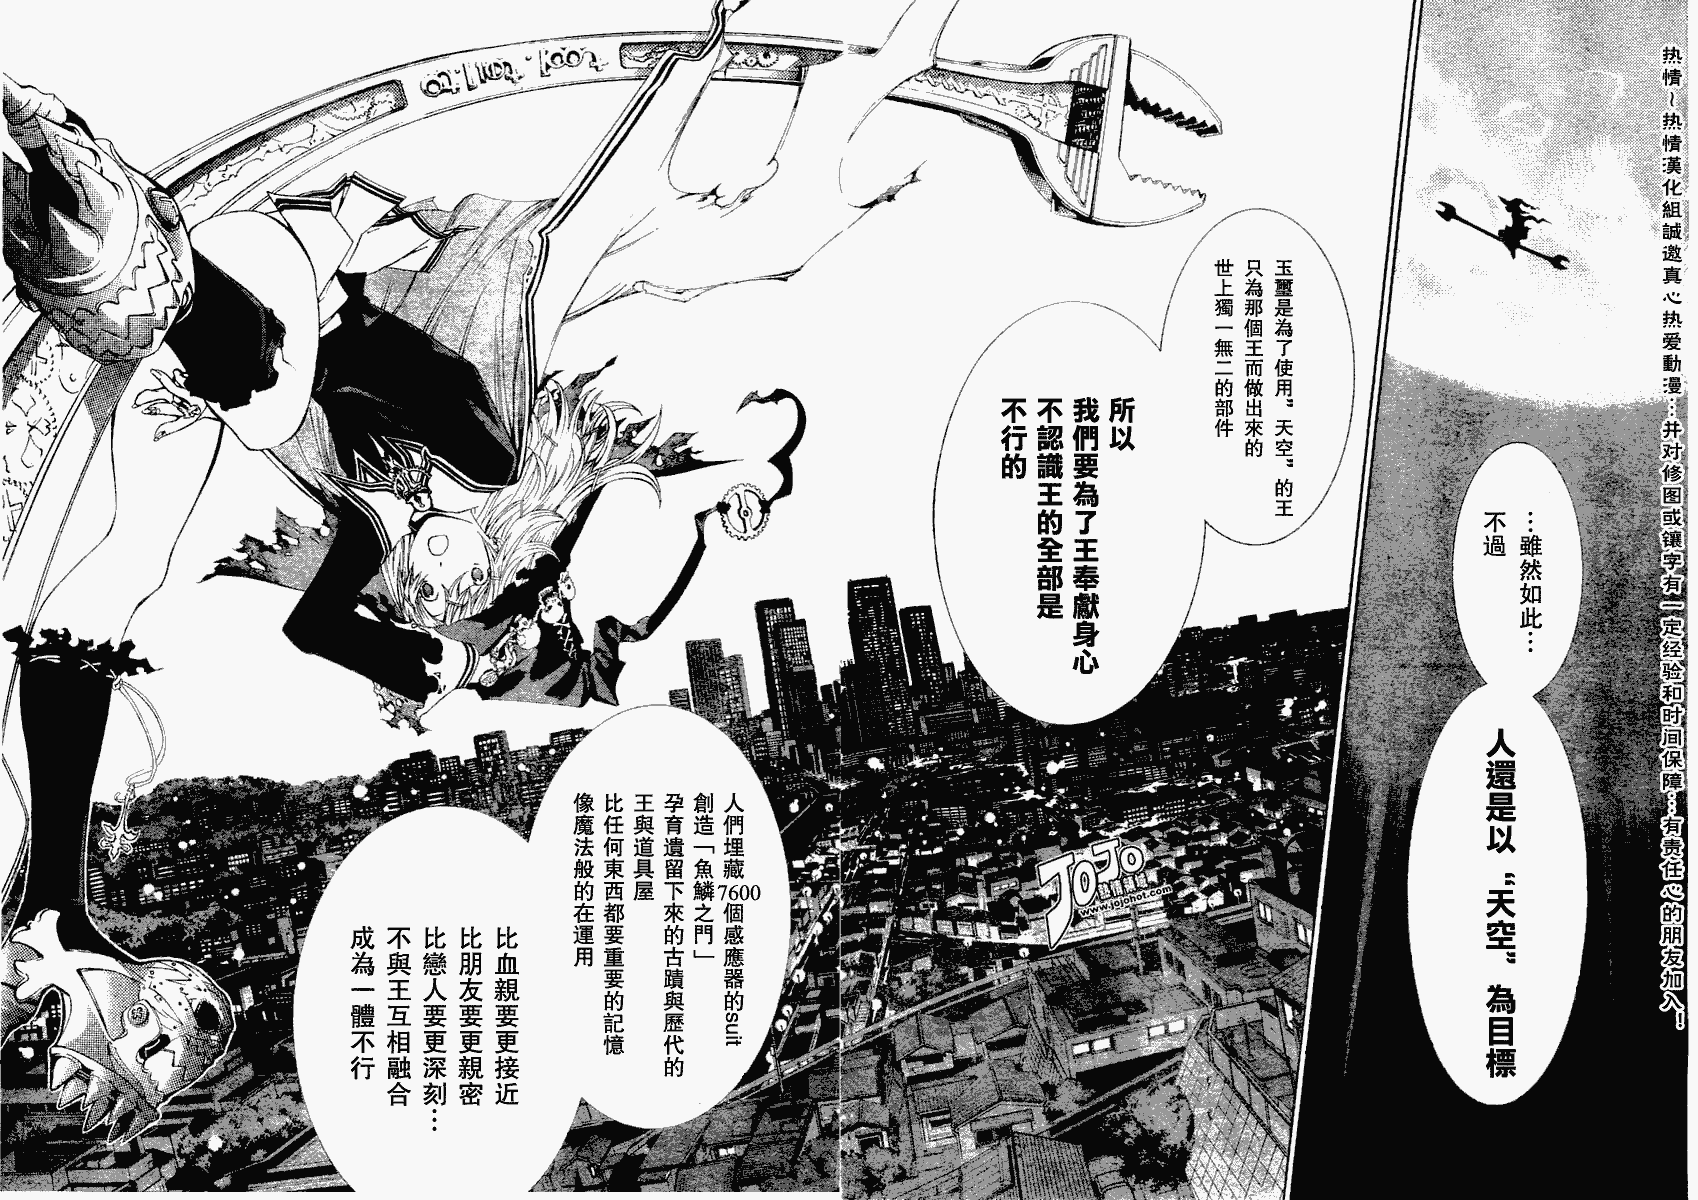 热情~热情漢化組誠邀真心热爱動漫…并对修图或镶字有一定经验和时间保障…有责任心的朋友加入!
…雖然如此…
不過
人還是以〝天空〞為目標
玉璽是為了使用〝天空〞的王
只為那個王而做出來的
世上獨一無二的部件
所以
我們要為了王奉獻身心
不認識王的全部是
不行的
人們埋藏7600個感應器的suit
創造「魚鱗之門」
孕育遺留下來的古蹟與歷代的
王與道具屋
比任何東西都要重要的記憶
像魔法般的在運用
比血親要更接近
比朋友要更親密
比戀人要更深刻…
不與王互相融合
成為一體不行
tool.tall.to
JOJO
热情漢化
www.jojohot.com